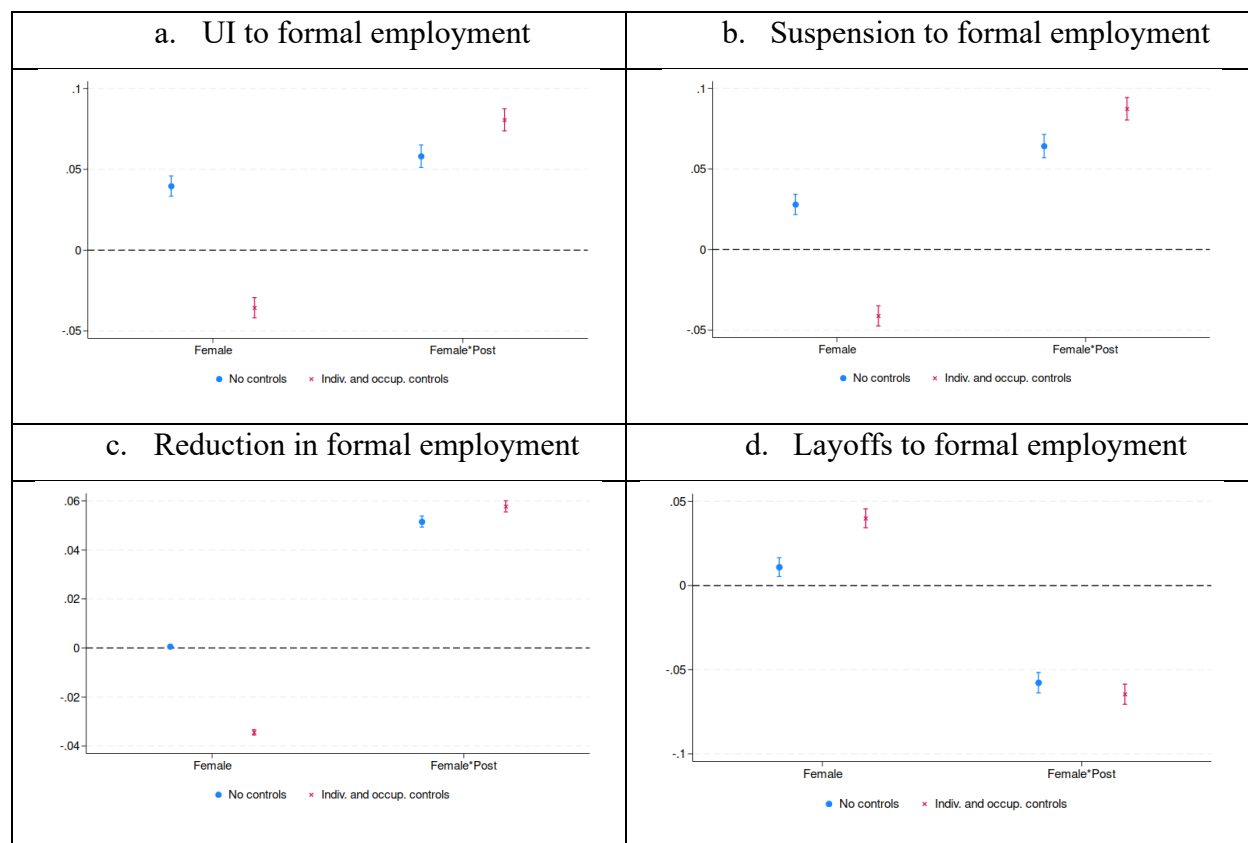 a. UI to formal employment
.1
.05
0
-.05
Female
Female*Post
No controls
Indiv. and occup. controls
b. Suspension to formal employment
.1
.05
0
-.05
Female
Female*Post
No controls
Indiv. and occup. controls
c. Reduction in formal employment
.06
.04
.02
0
-.02
-.04
Female
Female*Post
No controls
Indiv. and occup. controls
d. Layoffs to formal employment
.05
0
-.05
-.1
Female
Female*Post
No controls
Indiv. and occup. controls